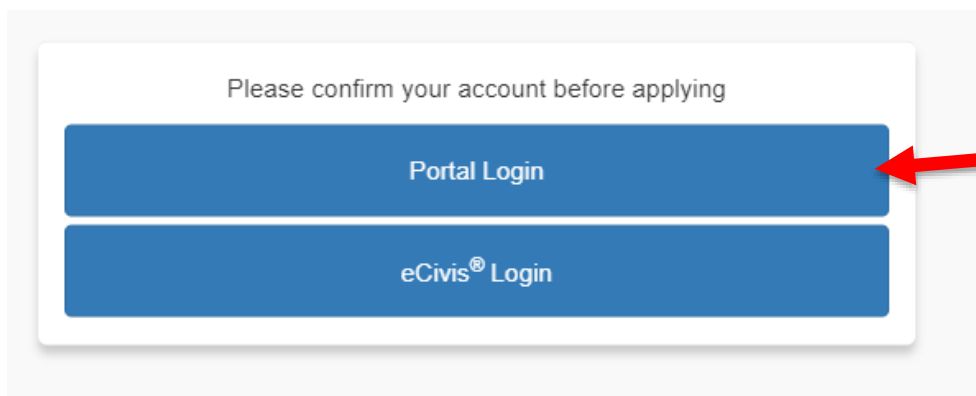 Please confirm your account before applying
Portal Login
eCivis® Login